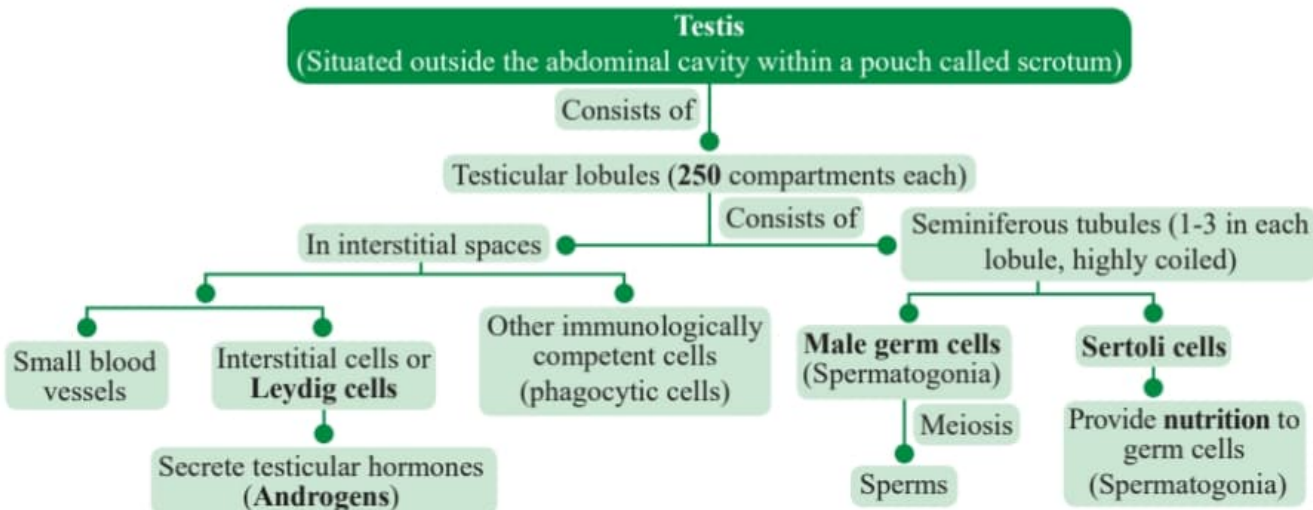 Testis
(Situated outside the abdominal cavity within a pouch called scrotum)
Consists of
Testicular lobules (250 compartments each)
Consists of
In interstitial spaces
Seminiferous tubules (1-3 in each
lobule, highly coiled)
Small blood
vessels
Interstitial cells or
Leydig cells
Other immunologically
competent cells
(phagocytic cells)
Male germ cells
(Spermatogonia)
Sertoli cells
Secrete testicular hormones
(Androgens)
Meiosis
Sperms
Provide nutrition to
germ cells
(Spermatogonia)